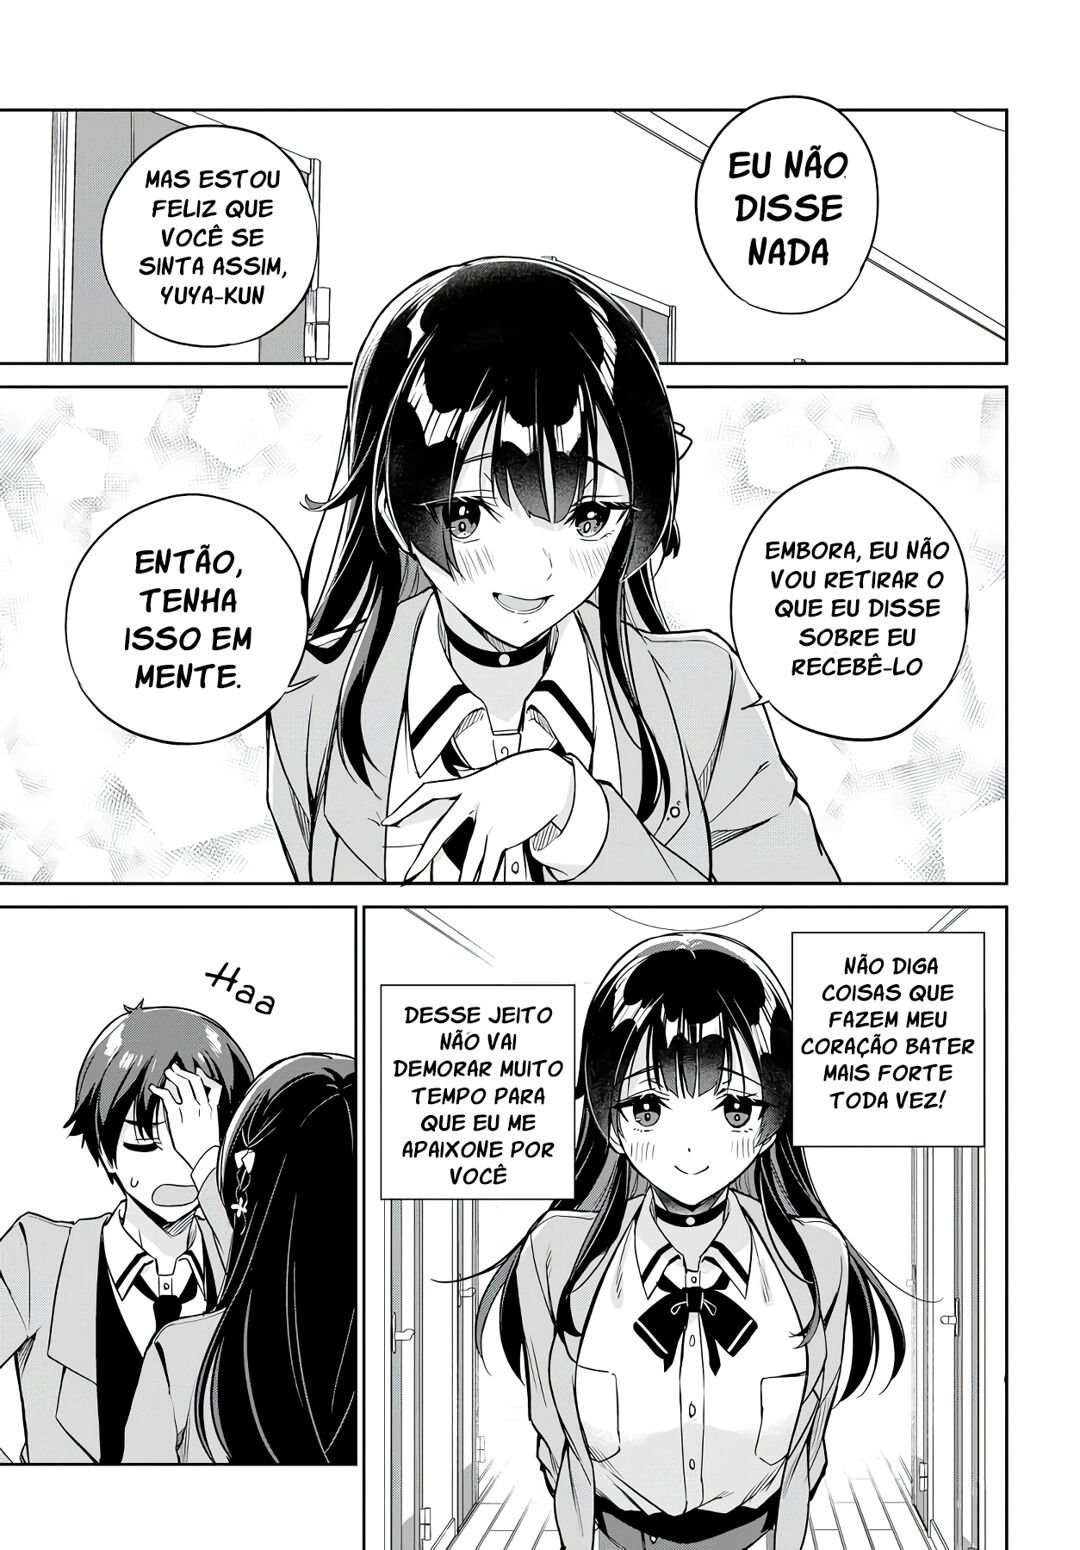 EU NÃO
DISSE
NADA
MAS ESTOU
FELIZ QUE
VOCÊ SE
SINTA ASSIM,
YUYA-KUN
EMBORA, EU NÃO
VOU RETIRAR O
QUE EU DISSE
SOBRE EU
RECEBÊ-LO
ENTÃO,
TENHA
ISSO EM
MENTE.
NÃO DIGA
COISAS QUE
FAZEM MEU
CORAÇÃO BATER
MAIS FORTE
TODA VEZ!
DESSE JEITO
NÃO VAI
DEMORAR MUITO
TEMPO PARA
QUE EU ME
APAIXONE POR
VOCÊ
Haa